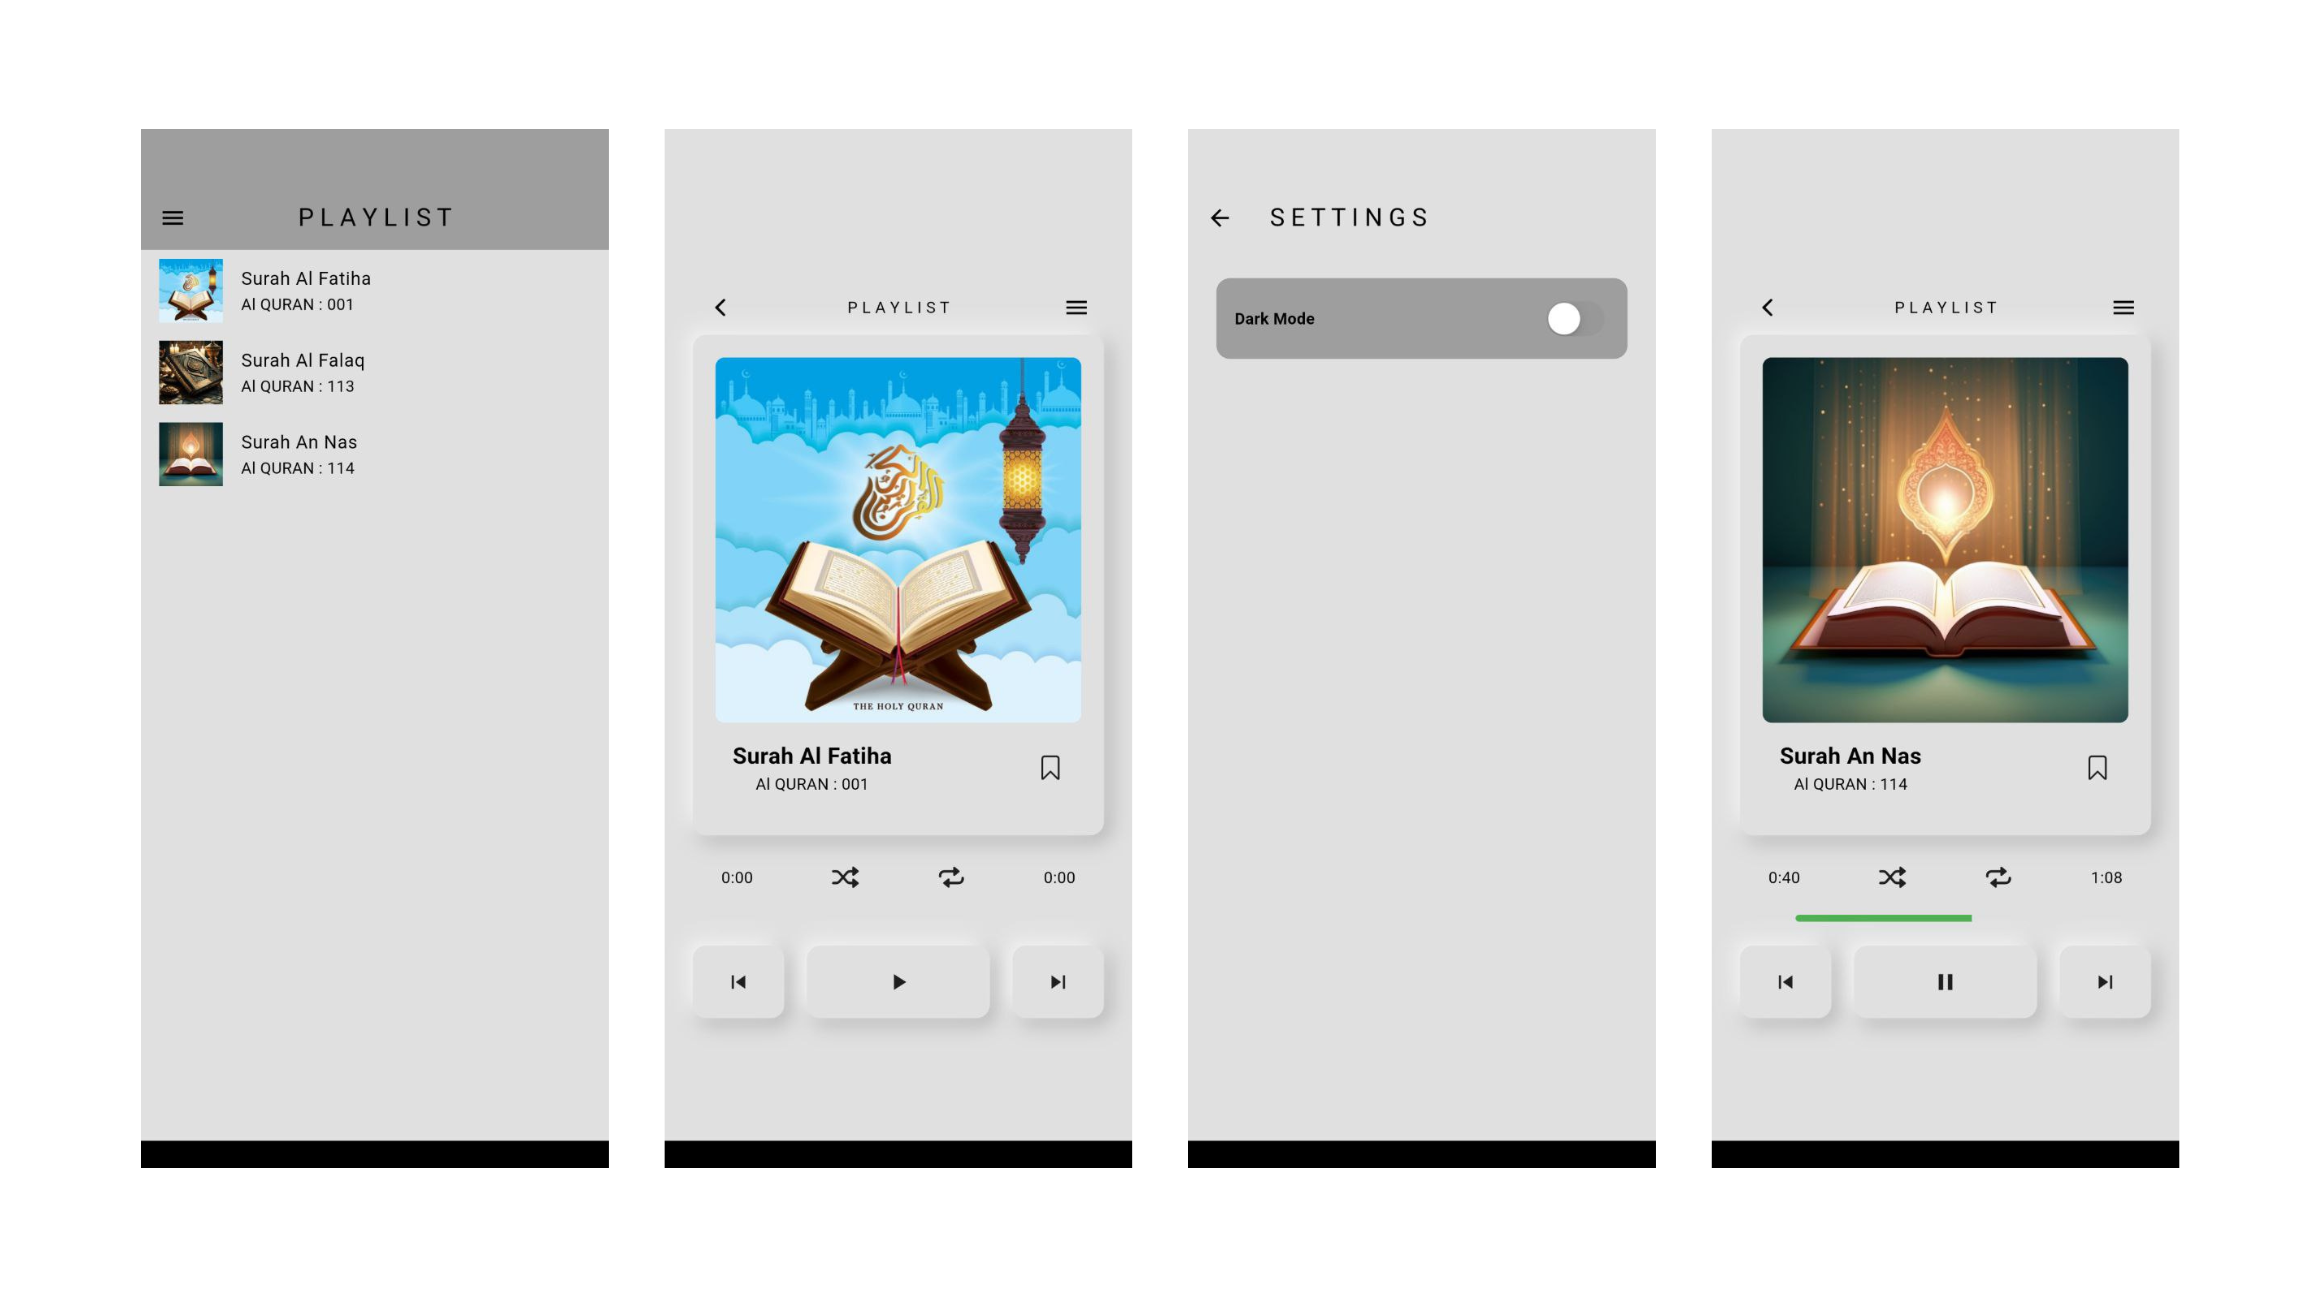 PLAYLIST
Surah Al Fatiha
Al QURAN : 001
Surah Al Falaq
Al QURAN : 113
Surah An Nas
Al QURAN : 114
PLAYLIST
THE HOLY QURAN
Surah Al Fatiha
Al QURAN : 001
0:00
0:00
SETTINGS
Dark Mode
PLAYLIST
Surah An Nas
Al QURAN : 114
0:40
1:08